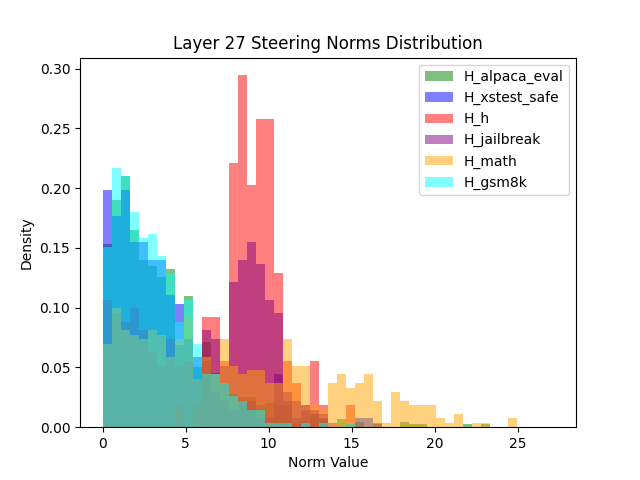 Layer 27 Steering Norms Distribution
0.30
0.25
0.20
0.15
0.10
0.05
0.00
Density
H_alpaca_eval
H_xstest_safe
H_h
H_jailbreak
H_math
H_gsm8k
0
5
10
15
20
25
Norm Value